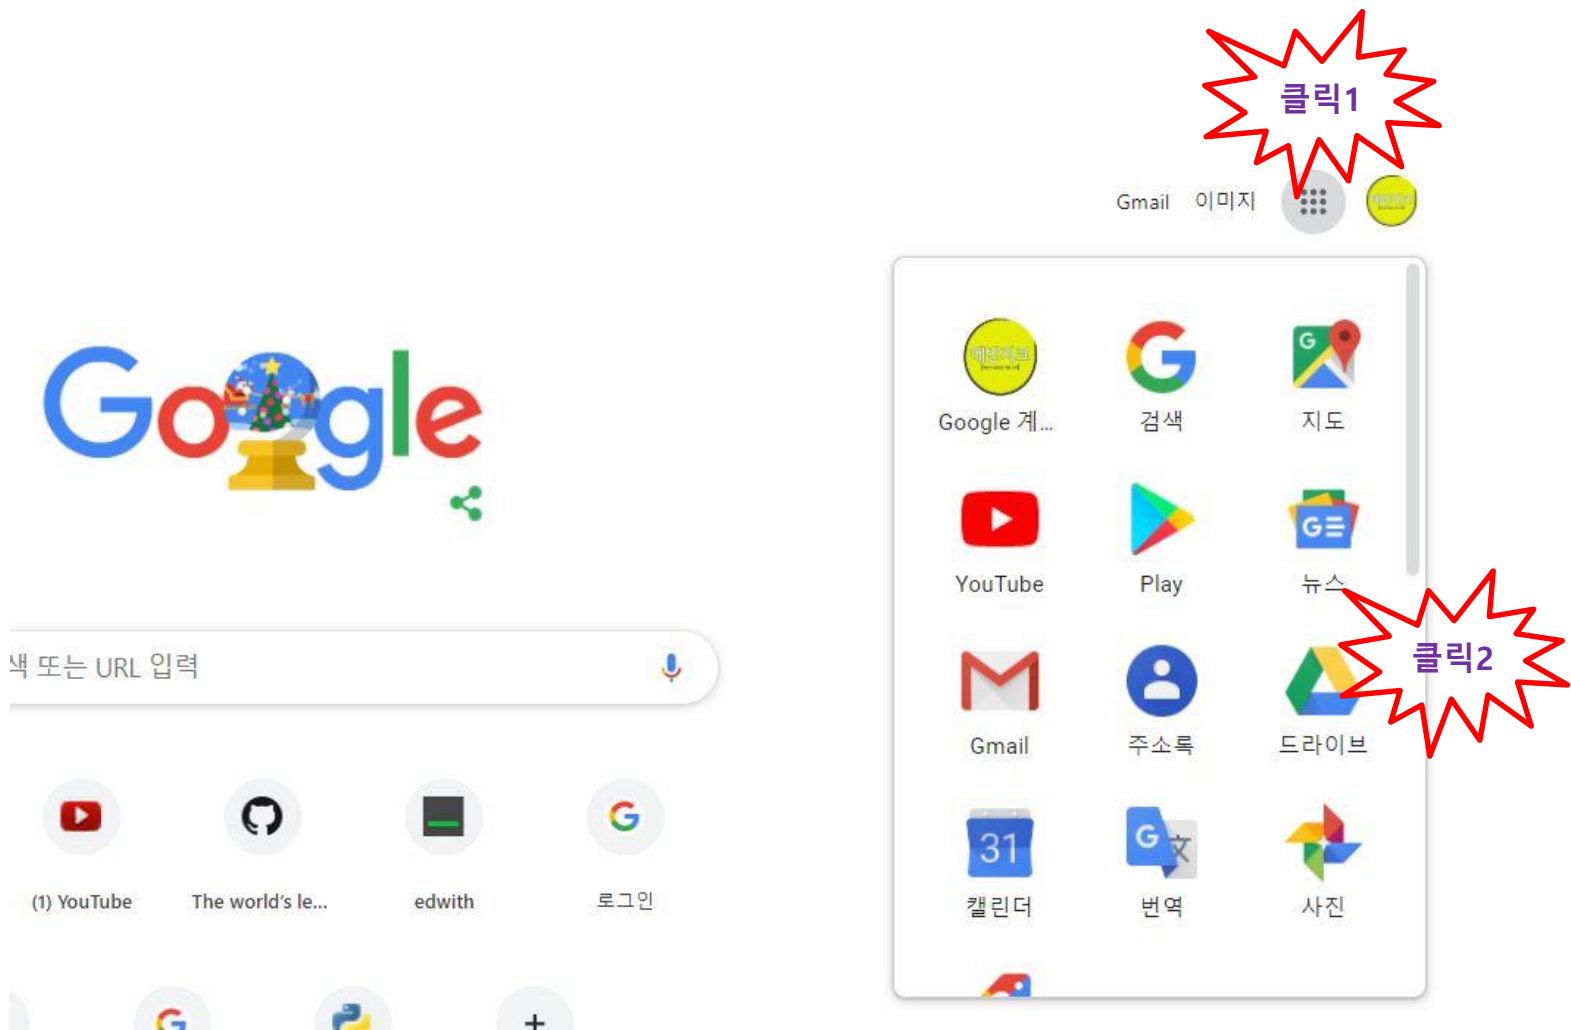 클릭1
Gmail 이미지
Google
Google 계... 검색 지도
YouTube Play 뉴스
색 또는 URL 입력
클릭2
Gmail 주소록 드라이브
31
캘린더 번역 사진
(1) YouTube The world's le... edwith 로그인